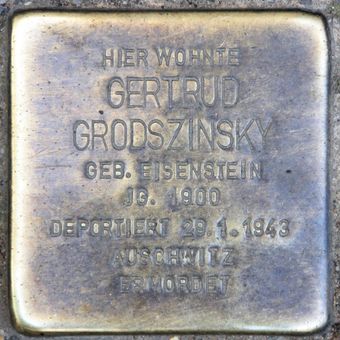 HIER WOHNTE
GERTRUD
GRODSZINSKY
GEB. EISENSTEIN
JG. 1900
DEPORTIERT 29.1.1943
AUSCHWITZ
ERMORDET